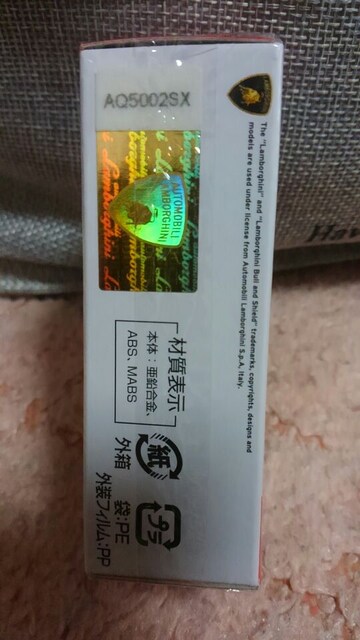 AQ5002SX
AUTOMOBILI
LAMBORGHINI
The "Lamborghini" and "Lamborghini Bull and Shield" trademarks, copyrights, designs and
models are used under license from Automobili Lamborghini S.p.A, Italy.
材質表示
本体：亜鉛合金、
ABS、MABS
紙
外箱
プラ
袋:PE
外装フィルム:PP